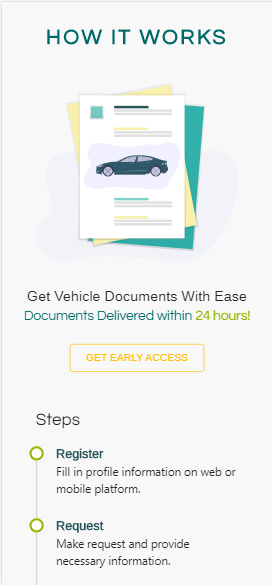 HOW IT WORKS
Get Vehicle Documents With Ease
Documents Delivered within 24 hours!
GET EARLY ACCESS
Steps
Register
Fill in profile information on web or
mobile platform.
Request
Make request and provide
necessary information.